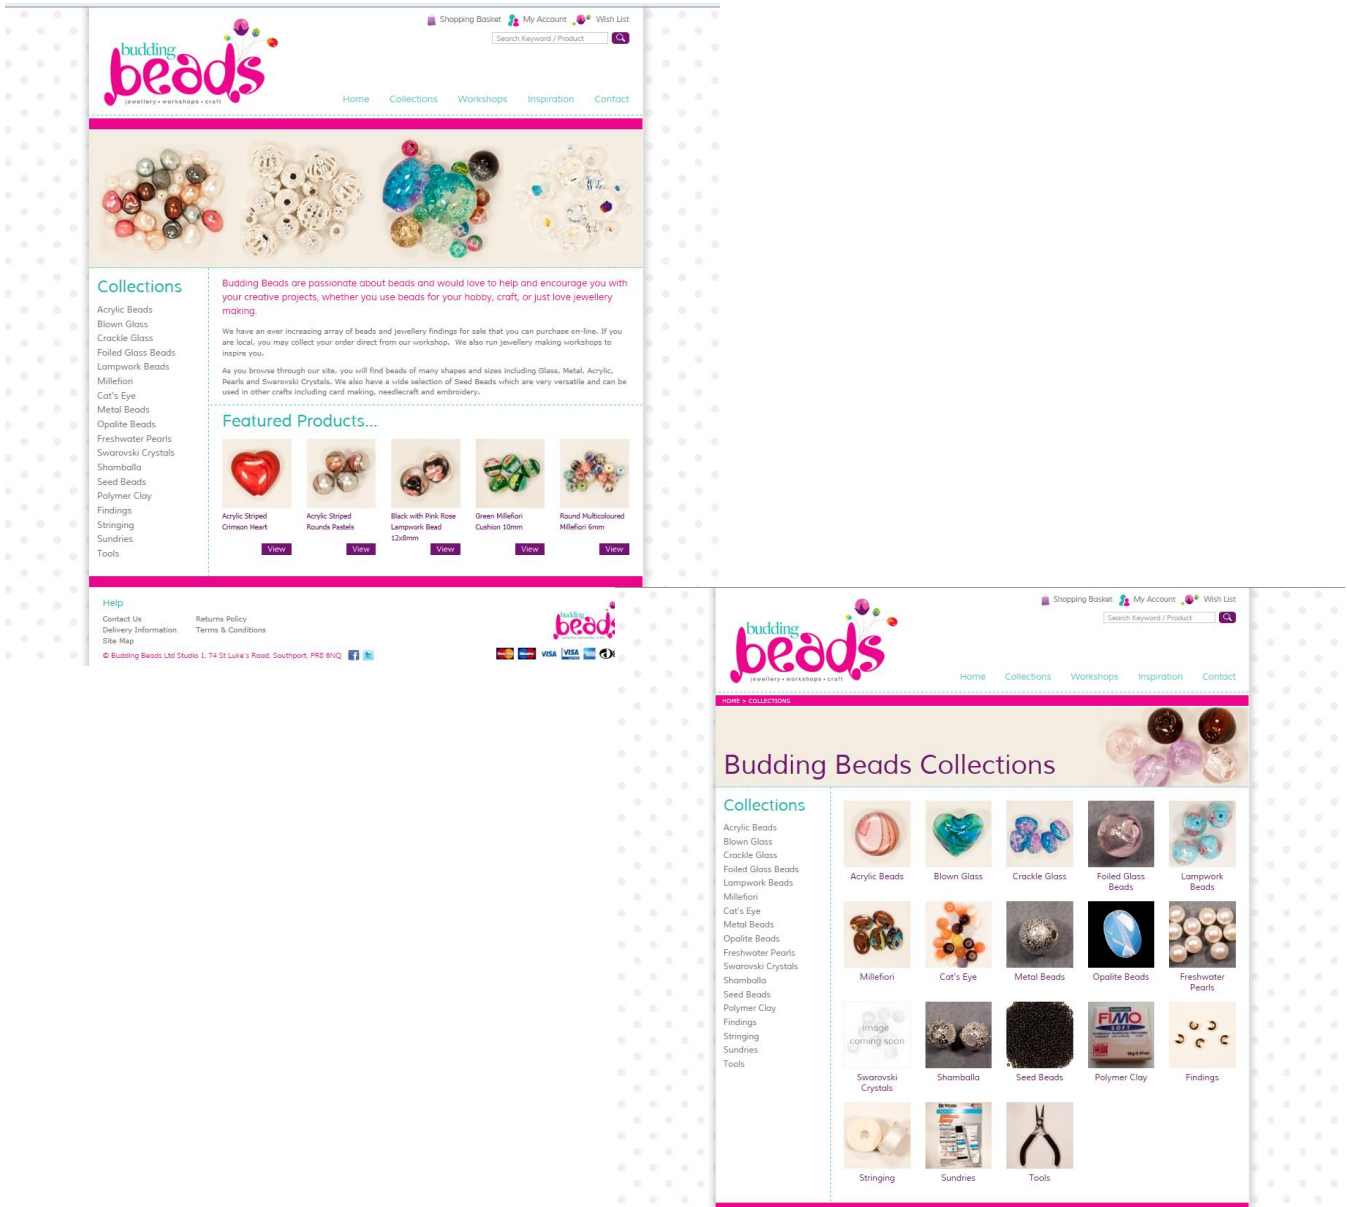 Shopping Basket My Account Wish List
Search Keyword / Product
budding
beads
jewellery • workshops • craft
Home Collections Workshops Inspiration Contact
Collections
Acrylic Beads
Blown Glass
Crackle Glass
Foiled Glass Beads
Lampwork Beads
Millefiori
Cat's Eye
Metal Beads
Opalite Beads
Freshwater Pearls
Swarovski Crystals
Shamballa
Seed Beads
Polymer Clay
Findings
Stringing
Sundries
Tools
Budding Beads are passionate about beads and would love to help and encourage you with
your creative projects, whether you use beads for your hobby, craft, or just love jewellery
making.
We have an ever increasing array of beads and jewellery findings for sale that you can purchase on-line. If you
are local, you may collect your order direct from our workshop. We also run jewellery making workshops to
inspire you.
As you browse through our site, you will find beads of many shapes and sizes including Glass, Metal, Acrylic,
Pearls and Swarovski Crystals. We also have a wide selection of Seed Beads which are very versatile and can be
used in other crafts including card making, needlecraft and embroidery.
Featured Products...
Acrylic Striped
Crimson Heart
View
Acrylic Striped
Rounds Pastels
View
Black with Pink Rose
Lampwork Bead
12x8mm
View
Green Millefiori
Cushion 10mm
View
Round Multicoloured
Millefiori 6mm
View
Help
Contact Us
Delivery Information
Site Map
Returns Policy
Terms & Conditions
© Budding Beads Ltd Studio 1, 74 St Luke's Road, Southport, PR8 6NQ
budding
beads
VISA VISA
Shopping Basket My Account Wish List
Search Keyword / Product
budding
beads
jewellery • workshops • craft
Home Collections Workshops Inspiration Contact
HOME > COLLECTIONS
Budding Beads Collections
Collections
Acrylic Beads
Blown Glass
Crackle Glass
Foiled Glass Beads
Lampwork Beads
Millefiori
Cat's Eye
Metal Beads
Opalite Beads
Freshwater Pearls
Swarovski Crystals
Shamballa
Seed Beads
Polymer Clay
Findings
Stringing
Sundries
Tools
Acrylic Beads
Blown Glass
Crackle Glass
Foiled Glass
Beads
Lampwork
Beads
Millefiori
Cat's Eye
Metal Beads
Opalite Beads
Freshwater
Pearls
image
coming soon
Swarovski
Crystals
Shamballa
Seed Beads
FIMO
SOFT
Polymer Clay
Findings
Stringing
Sundries
Tools